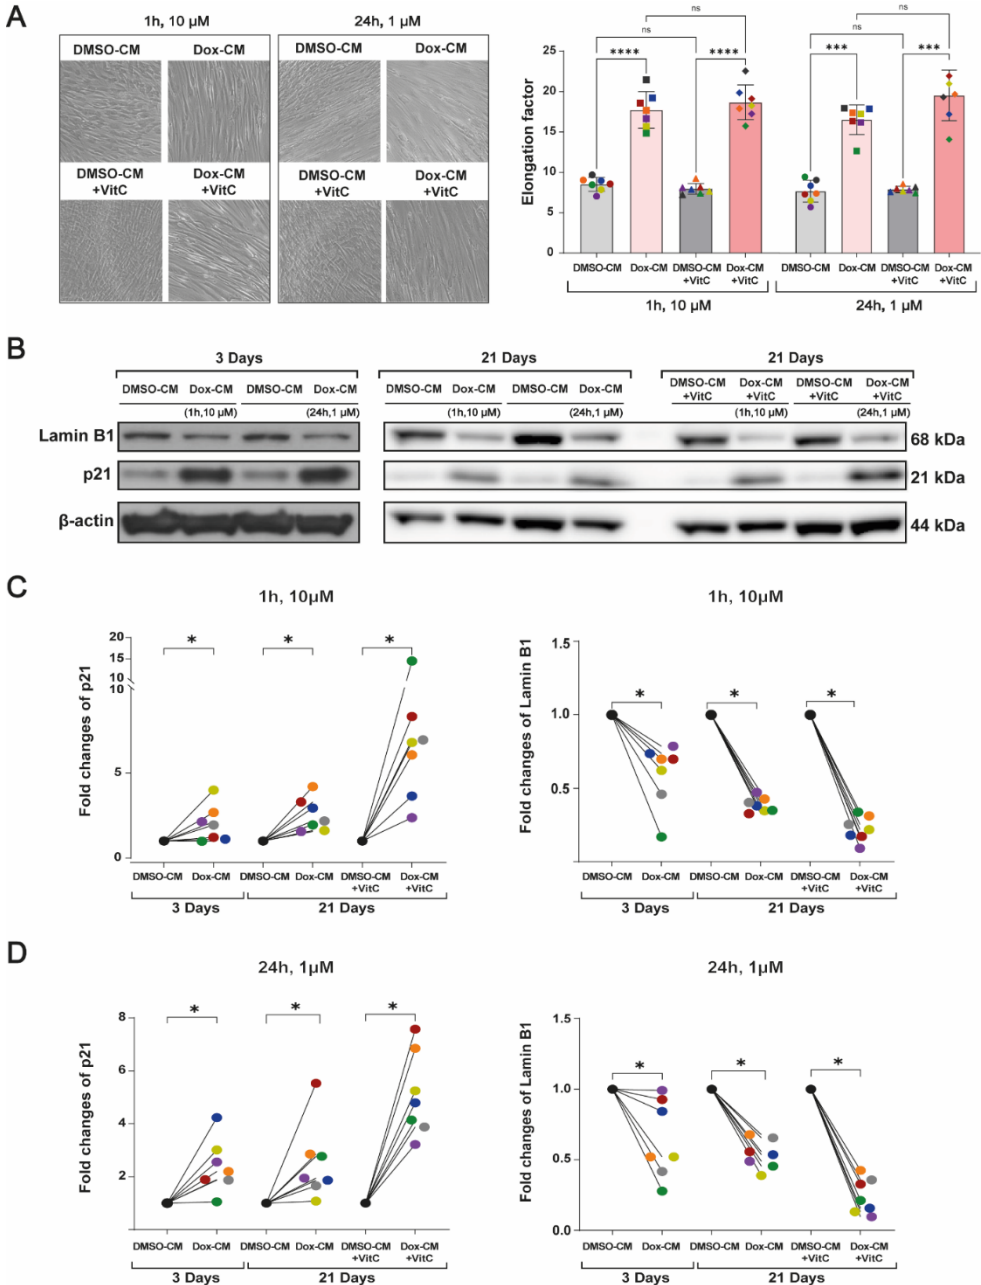 A
1h, 10 µM
24h, 1 µM
DMSO-CM Dox-CM DMSO-CM Dox-CM
DMSO-CM +VitC Dox-CM +VitC DMSO-CM +VitC Dox-CM +VitC
ns
ns
ns
ns
**** **** *** ***
Elongation factor
25
20
15
10
5
0
DMSO-CM Dox-CM DMSO-CM +VitC Dox-CM +VitC DMSO-CM Dox-CM DMSO-CM +VitC Dox-CM +VitC
1h, 10 µM 24h, 1 µM
B
3 Days 21 Days 21 Days
DMSO-CM Dox-CM DMSO-CM Dox-CM DMSO-CM Dox-CM DMSO-CM Dox-CM DMSO-CM +VitC Dox-CM +VitC DMSO-CM +VitC Dox-CM +VitC
(1h,10 µM) (24h,1 µM) (1h,10 µM) (24h,1 µM) (1h,10 µM) (24h,1 µM)
Lamin B1 68 kDa
p21 21 kDa
β-actin 44 kDa
C
1h, 10µM
Fold changes of p21
20
15
10
10
5
0
* * *
DMSO-CM Dox-CM DMSO-CM Dox-CM DMSO-CM +VitC Dox-CM +VitC
3 Days 21 Days
1h, 10µM
Fold changes of Lamin B1
1.5
1.0
0.5
* * *
DMSO-CM Dox-CM DMSO-CM Dox-CM DMSO-CM +VitC Dox-CM +VitC
3 Days 21 Days
D
24h, 1µM
Fold changes of p21
8
6
4
2
* * *
DMSO-CM Dox-CM DMSO-CM Dox-CM DMSO-CM +VitC Dox-CM +VitC
3 Days 21 Days
24h, 1µM
Fold changes of Lamin B1
1.5
1.0
0.5
0.0
* * *
DMSO-CM Dox-CM DMSO-CM Dox-CM DMSO-CM +VitC Dox-CM +VitC
3 Days 21 Days